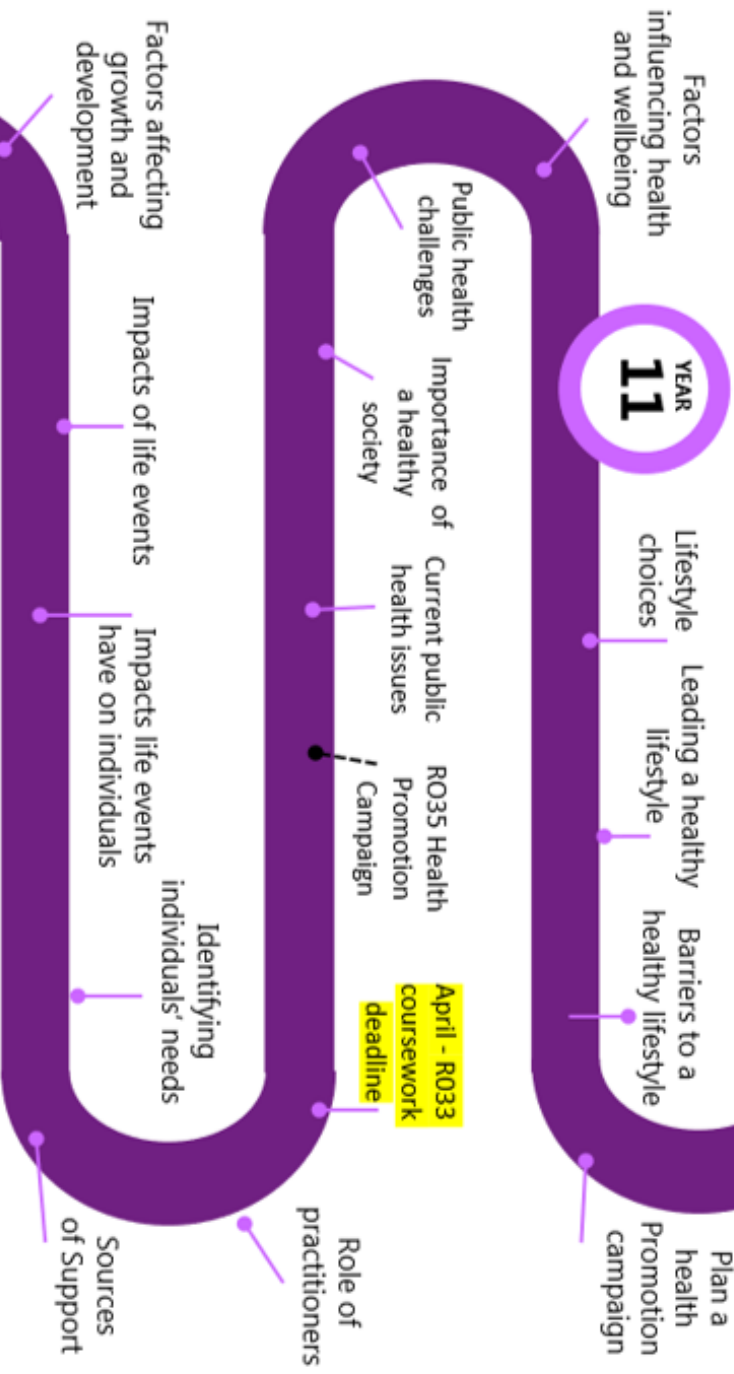 Factors
influencing health
and wellbeing
YEAR
11
Lifestyle
choices
Leading a healthy
lifestyle
Barriers to a
healthy lifestyle
Plan a
health
Promotion
campaign
Public health
challenges
Importance of
a healthy
society
Current public
health issues
RO35 Health
Promotion
Campaign
April - R033
coursework
deadline
Role of
practitioners
Factors affecting
growth and
development
Impacts of life events
Impacts life events
have on individuals
Identifying
individuals' needs
Sources
of Support